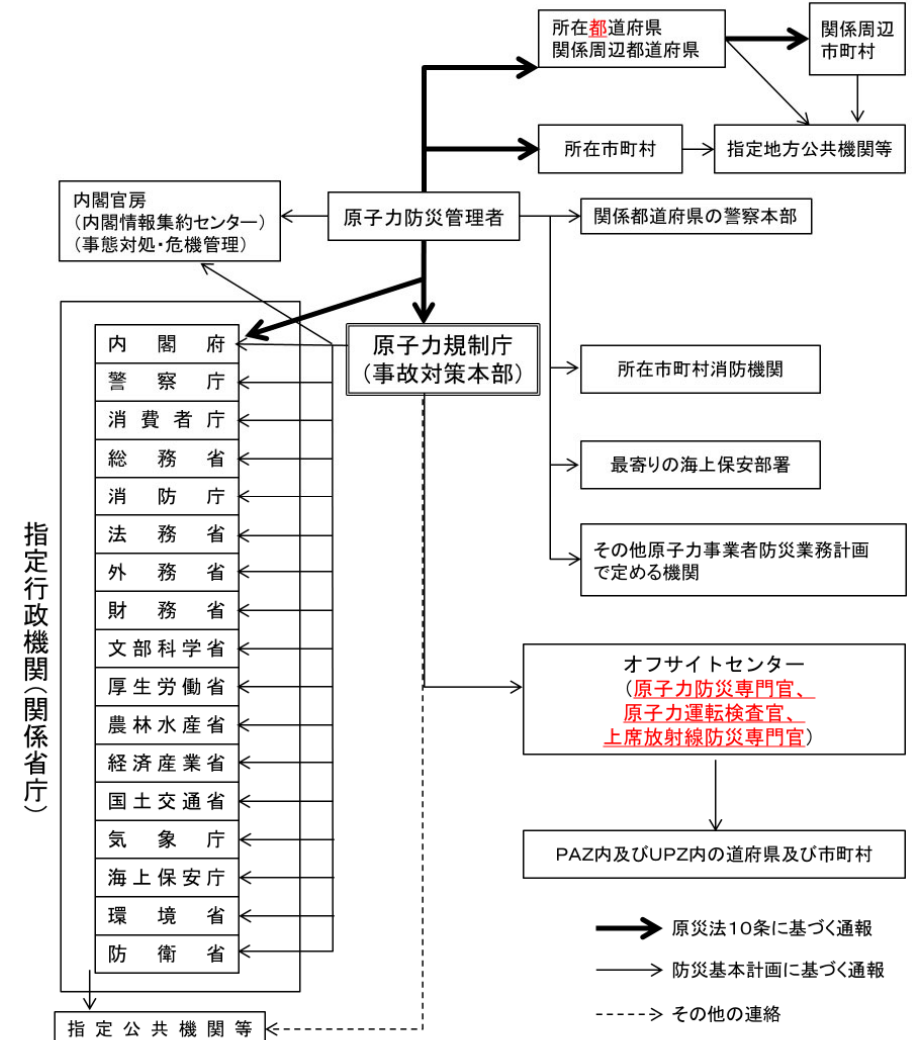 所在都道府県
関係周辺都道府県
関係周辺
市町村
所在市町村
指定地方公共機関等
内閣官房
(内閣情報集約センター)
(事態対処・危機管理)
原子力防災管理者
関係都道府県の警察本部
原子力規制庁
(事故対策本部)
所在市町村消防機関
最寄りの海上保安部署
その他原子力事業者防災業務計画
で定める機関
指定行政機関(関係省庁)
内閣府
警察庁
消費者庁
総務省
消防庁
法務省
外務省
財務省
文部科学省
厚生労働省
農林水産省
経済産業省
国土交通省
気象庁
海上保安庁
環境省
防衛省
オフサイトセンター
(原子力防災専門官、
原子力運転検査官、
上席放射線防災専門官)
PAZ内及びUPZ内の道府県及び市町村
原災法10条に基づく通報
防災基本計画に基づく通報
その他の連絡
指定公共機関等